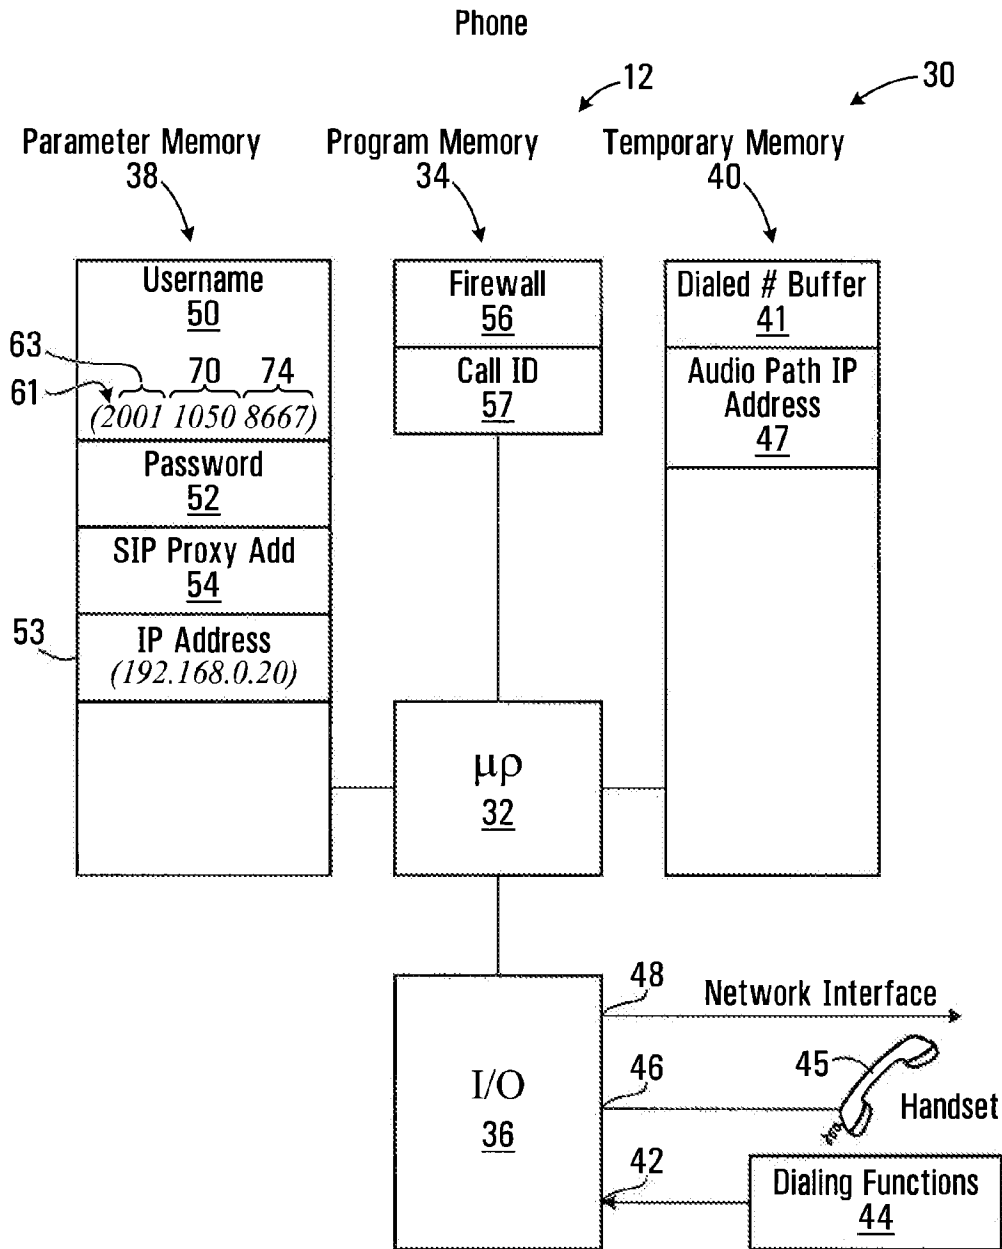 Phone
12
30
Parameter Memory
38
Program Memory
34
Temporary Memory
40
Username
50
63
70
74
61
(2001 1050 8667)
Password
52
SIP Proxy Add
54
53
IP Address
(192.168.0.20)
Firewall
56
Call ID
57
Dialed # Buffer
41
Audio Path IP
Address
47
μρ
32
I/O
36
48
Network Interface
46
45
Handset
42
Dialing Functions
44